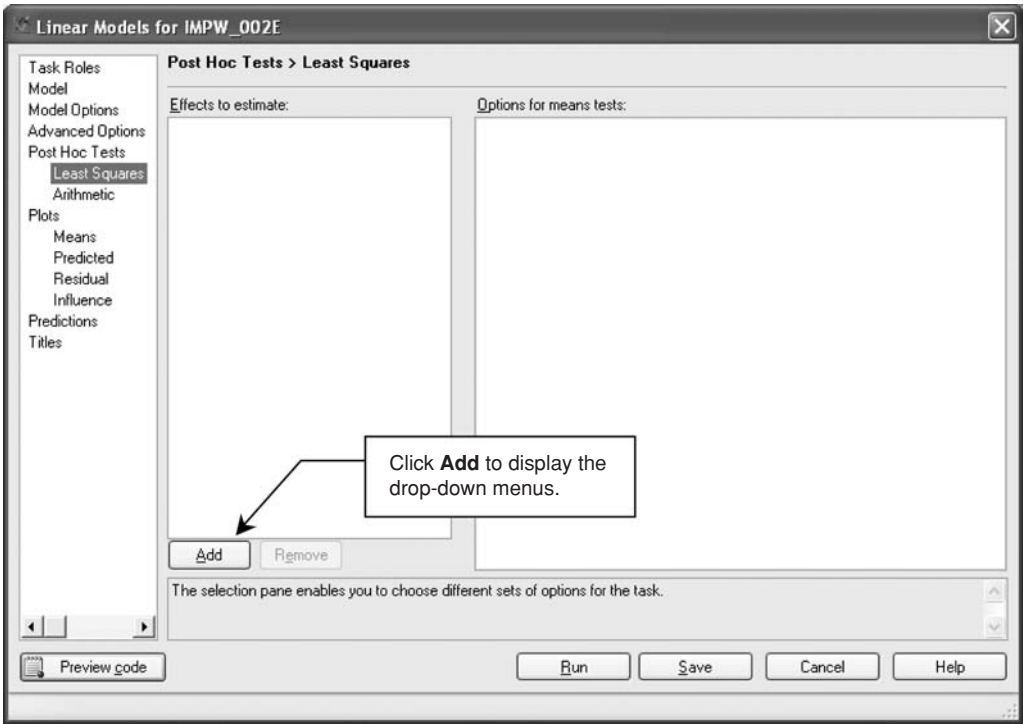 Linear Models for IMPW_002E
Task Roles
Model
Model Options
Advanced Options
Post Hoc Tests
Least Squares
Arithmetic
Plots
Means
Predicted
Residual
Influence
Predictions
Titles
Post Hoc Tests > Least Squares
Effects to estimate:
Options for means tests:
Click Add to display the
drop-down menus.
Add
Remove
The selection pane enables you to choose different sets of options for the task.
Preview code
Run
Save
Cancel
Help